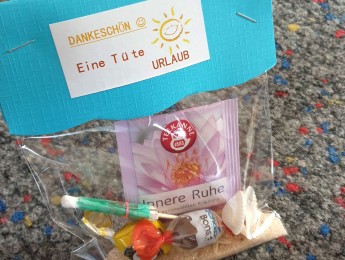 DANKESCHÖN ☺
Eine Tüte
URLAUB
TEEKANNE
Innere Ruhe